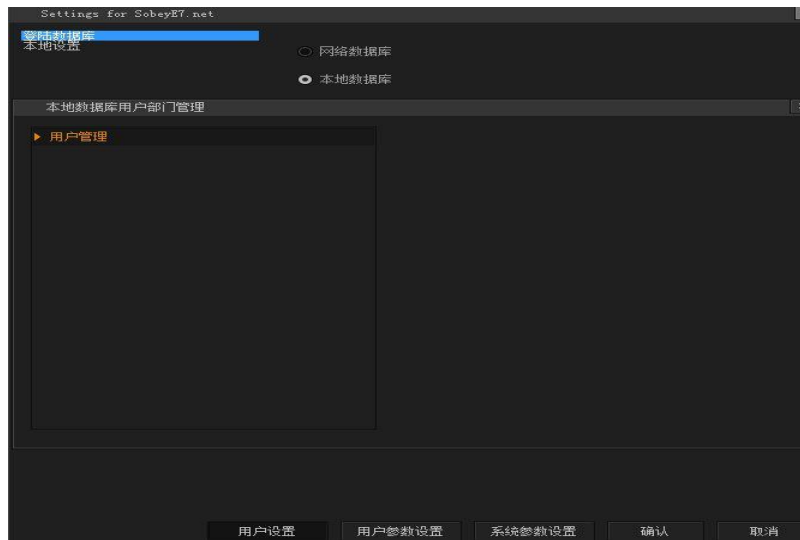 Settings for SobeyE7.net
登陆数据库
本地设置
网络数据库
本地数据库
本地数据库用户部门管理
用户管理
用户设置
用户参数设置
系统参数设置
确认
取消